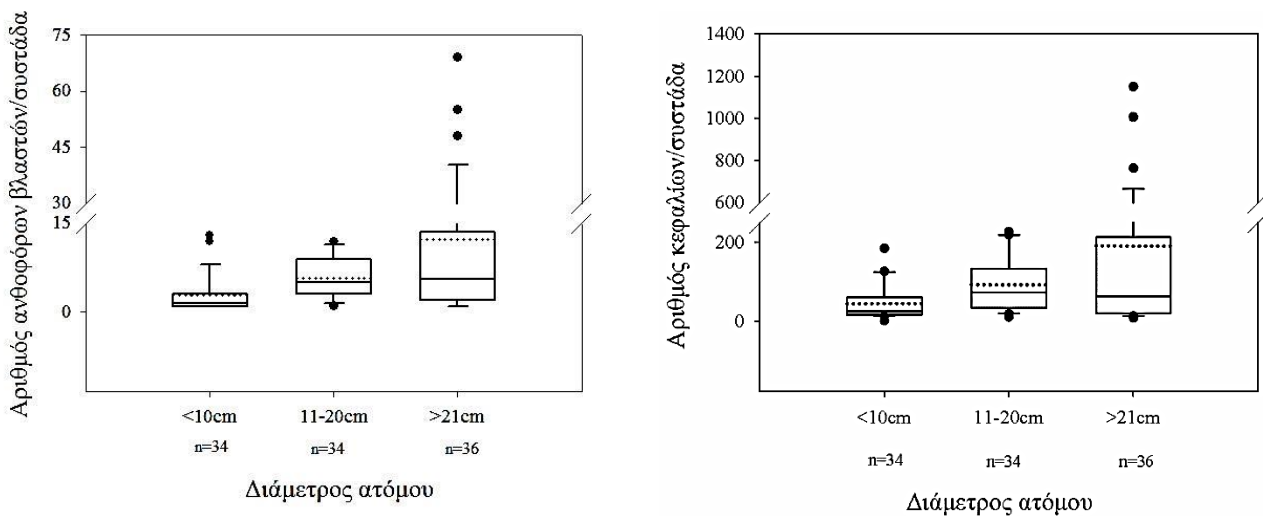 Αριθμός ανθοφόρων βλαστών/συστάδα
75
60
45
30
15
0
<10cm 11-20cm >21cm
n=34 n=34 n=36
Διάμετρος ατόμου
Αριθμός κεφαλίων/συστάδα
1400
1200
1000
800
600
400
200
0
<10cm 11-20cm >21cm
n=34 n=34 n=36
Διάμετρος ατόμου